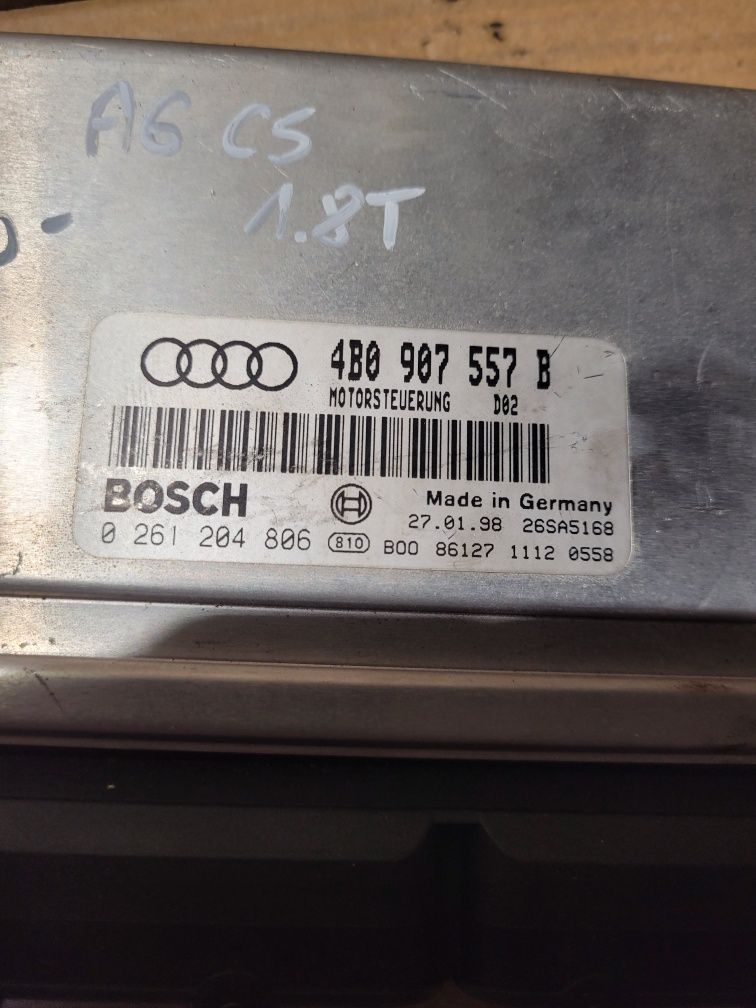 A6 C5
1.8T
4B0 907 557 B
MOTORSTEUERUNG D02
BOSCH
Made in Germany
27.01.98 26SA5168
0 261 204 806 810 B00 86127 1112 0558